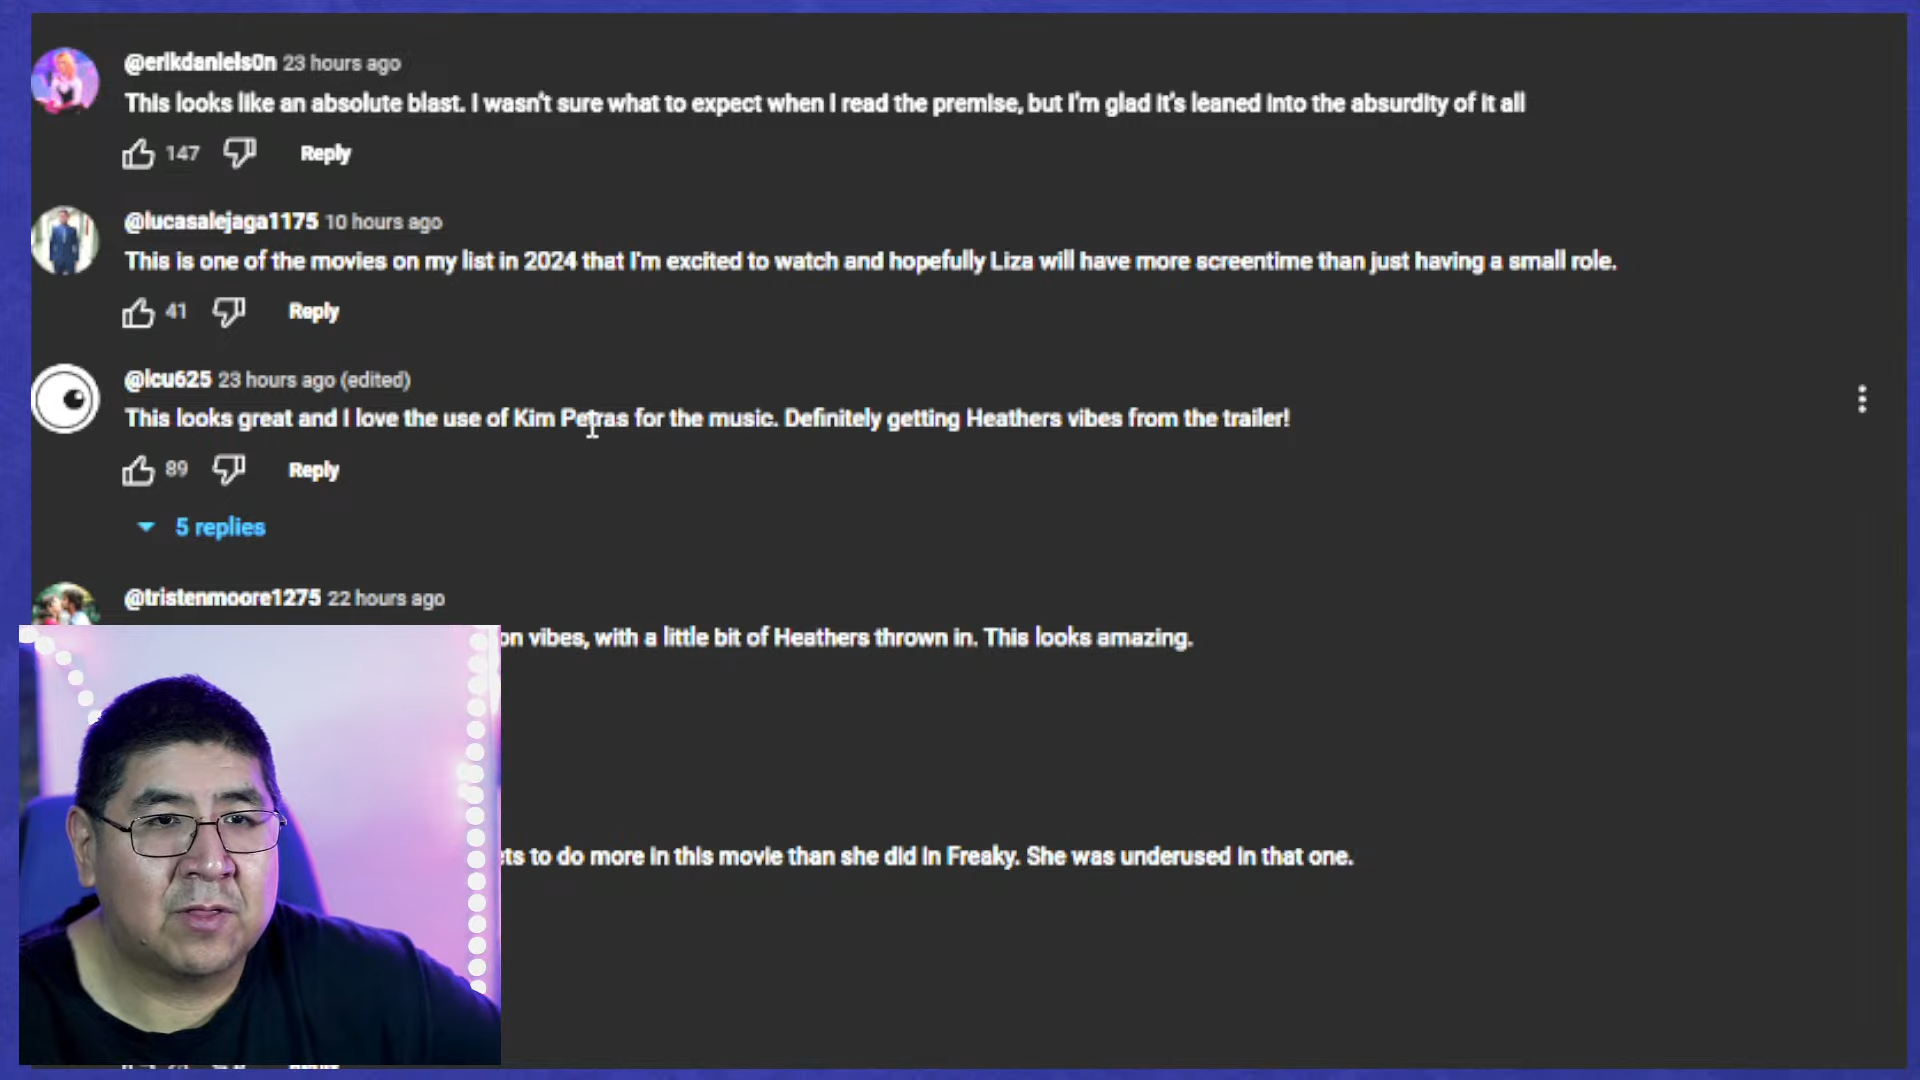 @erikdaniels0n 23 hours ago
This looks like an absolute blast. I wasn't sure what to expect when I read the premise, but I'm glad it's leaned into the absurdity of it all
147 Reply
@lucasalejaga1175 10 hours ago
This is one of the movies on my list in 2024 that I'm excited to watch and hopefully Liza will have more screentime than just having a small role.
41 Reply
@lcu625 23 hours ago (edited)
This looks great and I love the use of Kim Petras for the music. Definitely getting Heathers vibes from the trailer!
89 Reply
5 replies
@tristenmoore1275 22 hours ago
on vibes, with a little bit of Heathers thrown in. This looks amazing.
to do more in this movie than she did in Freaky. She was underused in that one.